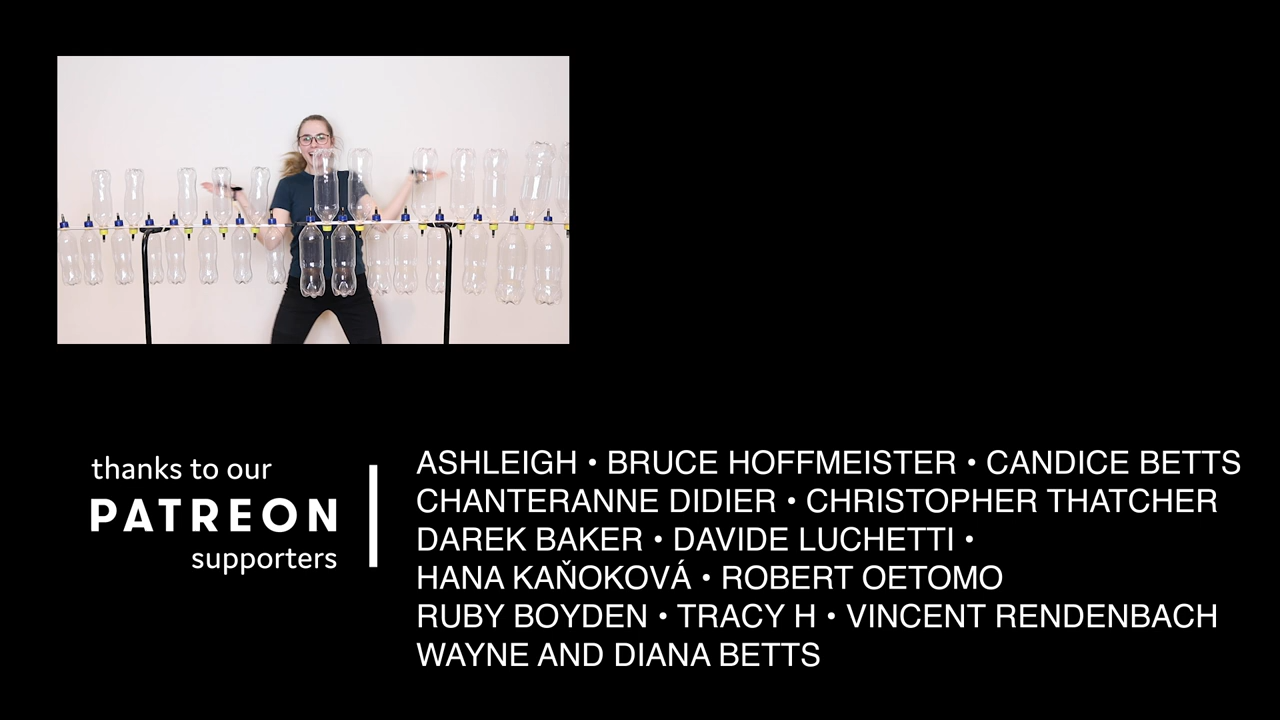 thanks to our
PATREON
supporters
ASHLEIGH • BRUCE HOFFMEISTER • CANDICE BETTS
CHANTERANNE DIDIER • CHRISTOPHER THATCHER
DAREK BAKER • DAVIDE LUCHETTI •
HANA KAŇOKOVÁ • ROBERT OETOMO
RUBY BOYDEN • TRACY H • VINCENT RENDENBACH
WAYNE AND DIANA BETTS